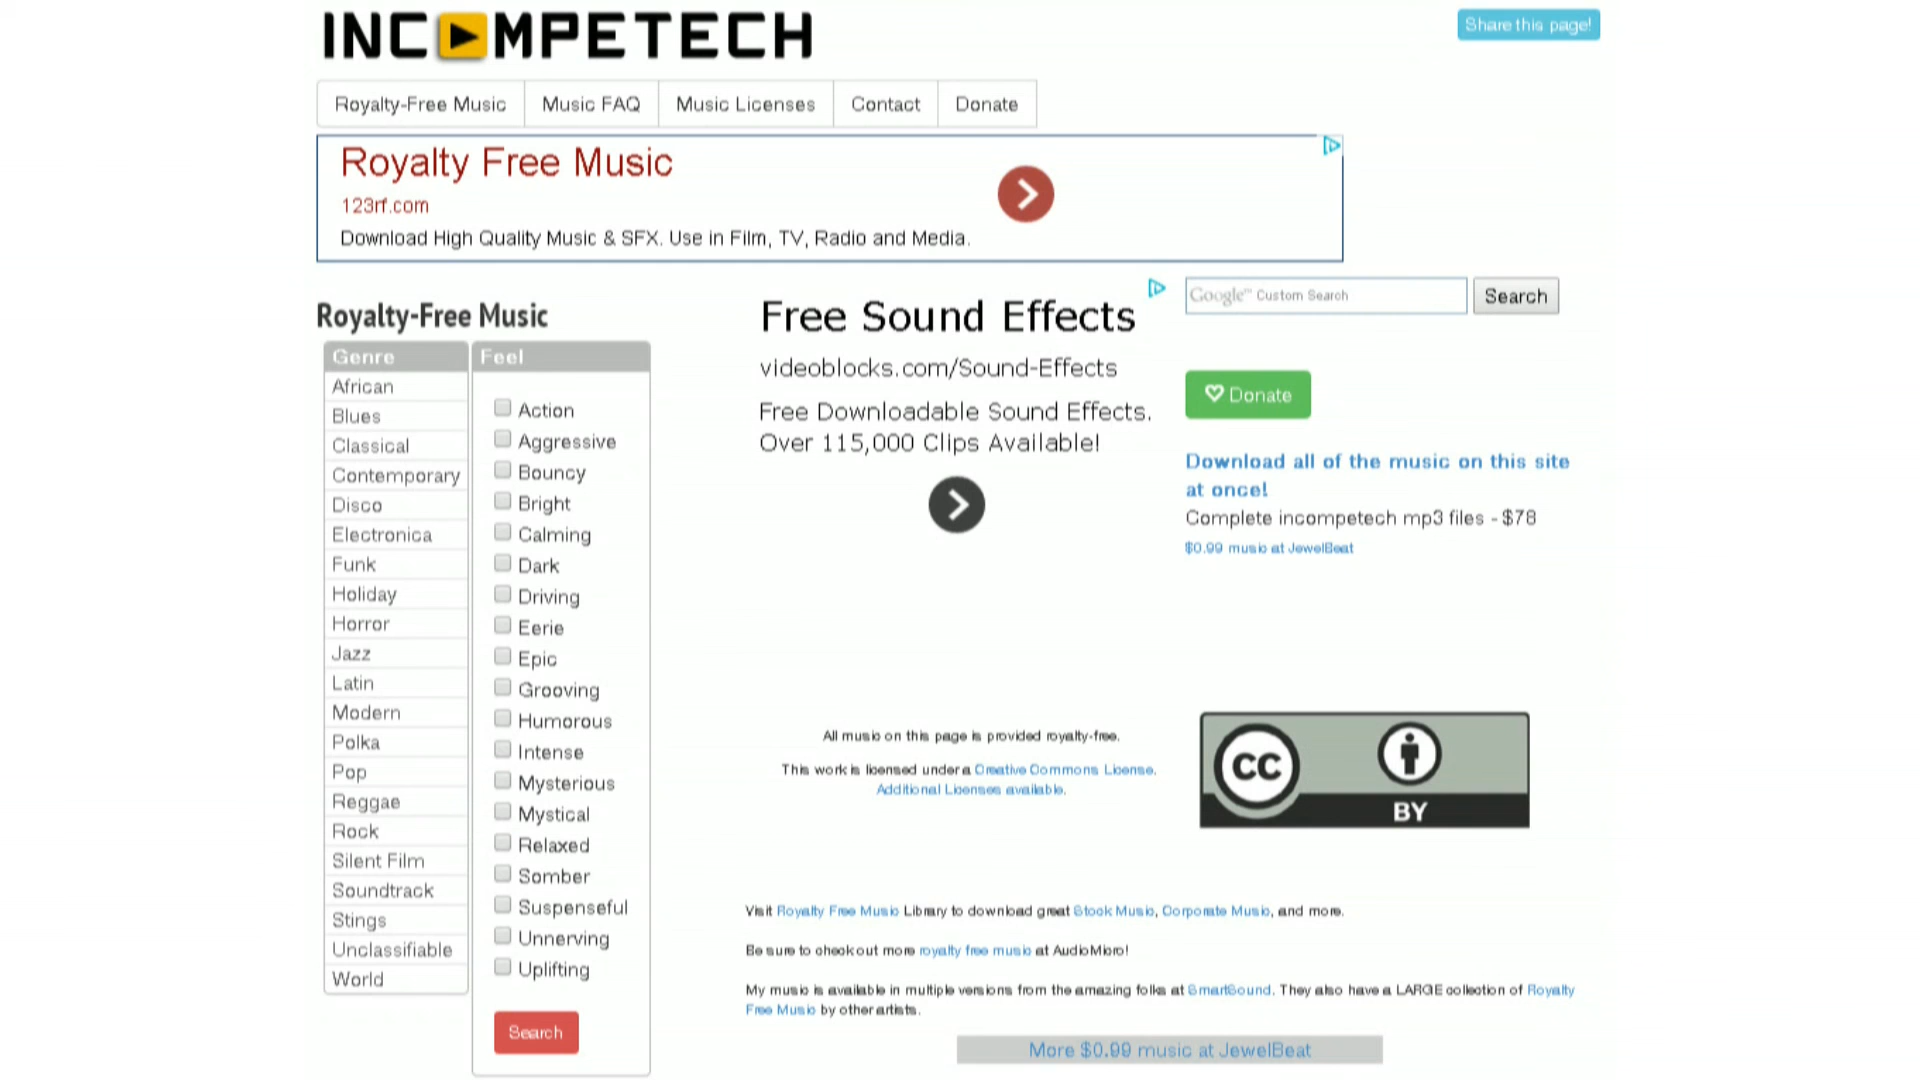 INCOMPETECH
Share this page!
Royalty-Free Music
Music FAQ
Music Licenses
Contact
Donate
Royalty Free Music
123rf.com
Download High Quality Music & SFX. Use in Film, TV, Radio and Media.
Royalty-Free Music
Genre
African
Blues
Classical
Contemporary
Disco
Electronica
Funk
Holiday
Horror
Jazz
Latin
Modern
Polka
Pop
Reggae
Rock
Silent Film
Soundtrack
Stings
Unclassifiable
World
Feel
Action
Aggressive
Bouncy
Bright
Calming
Dark
Driving
Eerie
Epic
Grooving
Humorous
Intense
Mysterious
Mystical
Relaxed
Somber
Suspenseful
Unnerving
Uplifting
Search
Free Sound Effects
videoblocks.com/Sound-Effects
Free Downloadable Sound Effects.
Over 115,000 Clips Available!
Google™ Custom Search
Search
Donate
Download all of the music on this site
at once!
Complete incompetech mp3 files - $78
$0.99 music at JewelBeat
All music on this page is provided royalty-free.
This work is licensed under a Creative Commons License.
Additional Licenses available.
CC
BY
Visit Royalty Free Music Library to download great Stock Music, Corporate Music, and more.
Be sure to check out more royalty free music at AudioMicro!
My music is available in multiple versions from the amazing folks at SmartSound. They also have a LARGE collection of Royalty
Free Music by other artists.
More $0.99 music at JewelBeat